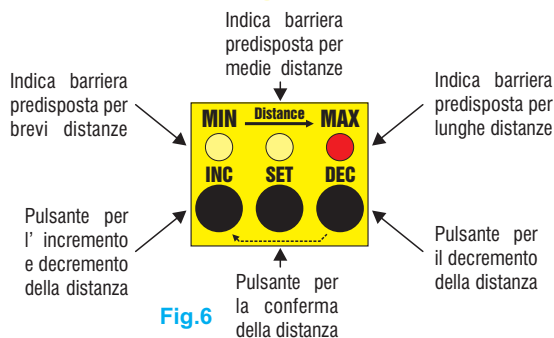 Indica barriera
predisposta per
medie distanze
Indica barriera
predisposta per
brevi distanze
Indica barriera
predisposta per
lunghe distanze
MIN Distance MAX
INC SET DEC
Pulsante per
l' incremento
e decremento
della distanza
Pulsante per
il decremento
della distanza
Pulsante per
la conferma
della distanza
Fig.6